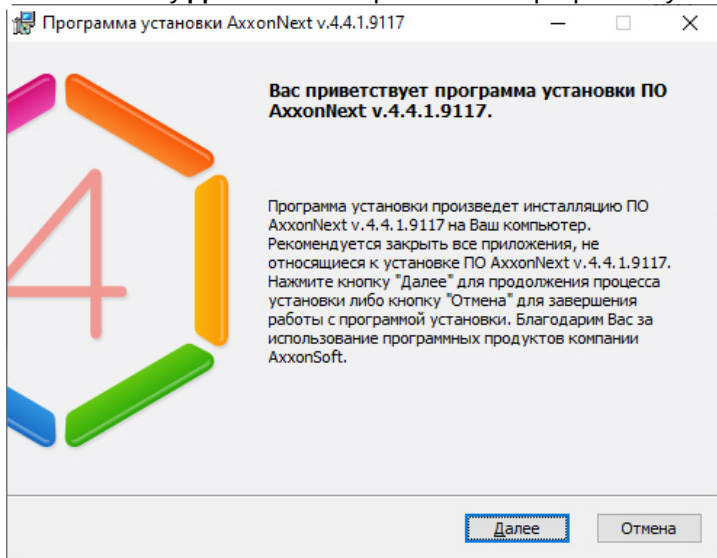 Программа установки AxxonNext v.4.4.1.9117
Вас приветствует программа установки ПО
AxxonNext v.4.4.1.9117.
Программа установки произведет инсталляцию ПО
AxxonNext v.4.4.1.9117 на Ваш компьютер.
Рекомендуется закрыть все приложения, не
относящиеся к установке ПО AxxonNext v.4.4.1.9117.
Нажмите кнопку "Далее" для продолжения процесса
установки либо кнопку "Отмена" для завершения
работы с программой установки. Благодарим Вас за
использование программных продуктов компании
AxxonSoft.
4
Далее
Отмена